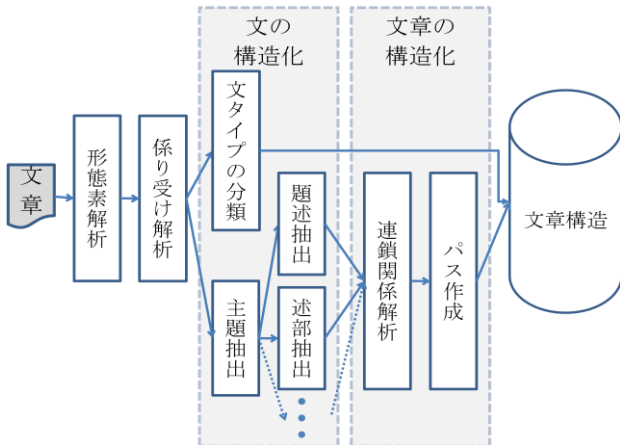 文の
構造化
文章の
構造化
文章
形態素解析
係り受け解析
文タイプの分類
主題抽出
題述抽出
述部抽出
連鎖関係解析
パス作成
文章構造